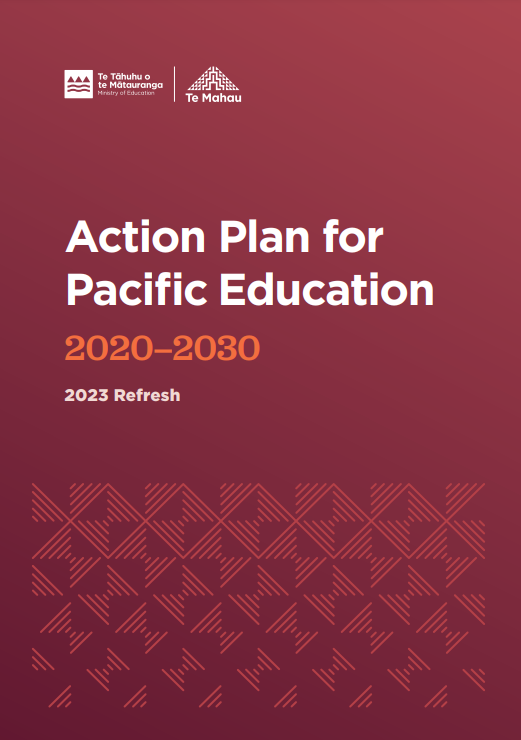 Te Tāhuhu o
te Mātauranga
Ministry of Education
Te Mahau
Action Plan for
Pacific Education
2020–2030
2023 Refresh